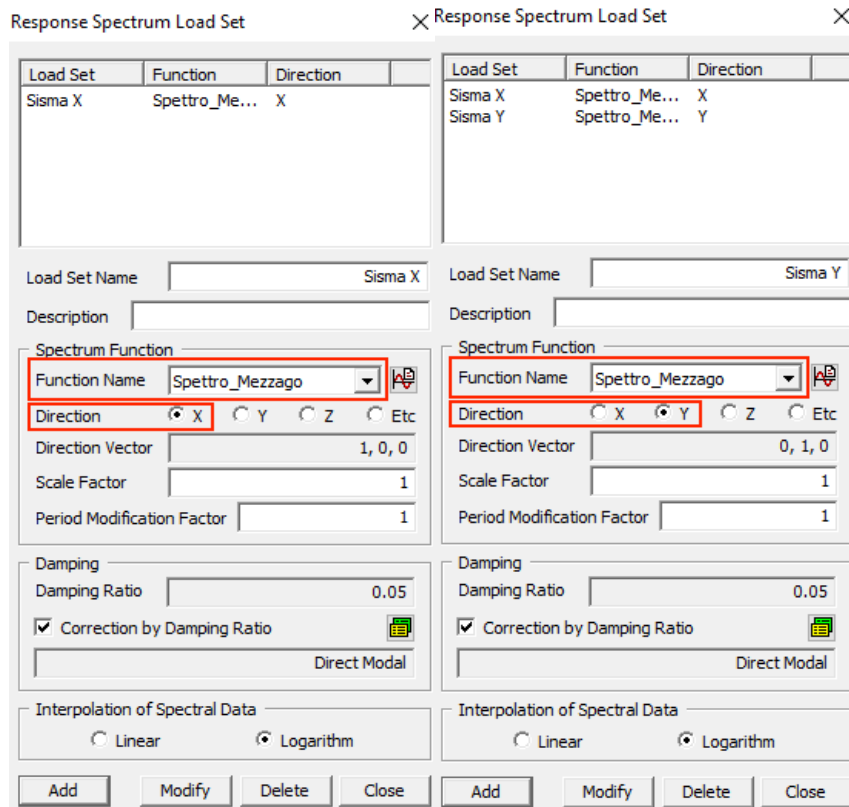 Response Spectrum Load Set
Load Set Function Direction
Sisma X Spettro_Me... X
Load Set Name Sisma X
Description
Spectrum Function
Function Name Spettro_Mezzago
Direction X Y Z Etc
Direction Vector 1, 0, 0
Scale Factor 1
Period Modification Factor 1
Damping
Damping Ratio 0.05
Correction by Damping Ratio
Direct Modal
Interpolation of Spectral Data
Linear Logarithm
Add Modify Delete Close
Response Spectrum Load Set
Load Set Function Direction
Sisma X Spettro_Me... X
Sisma Y Spettro_Me... Y
Load Set Name Sisma Y
Description
Spectrum Function
Function Name Spettro_Mezzago
Direction X Y Z Etc
Direction Vector 0, 1, 0
Scale Factor 1
Period Modification Factor 1
Damping
Damping Ratio 0.05
Correction by Damping Ratio
Direct Modal
Interpolation of Spectral Data
Linear Logarithm
Add Modify Delete Close